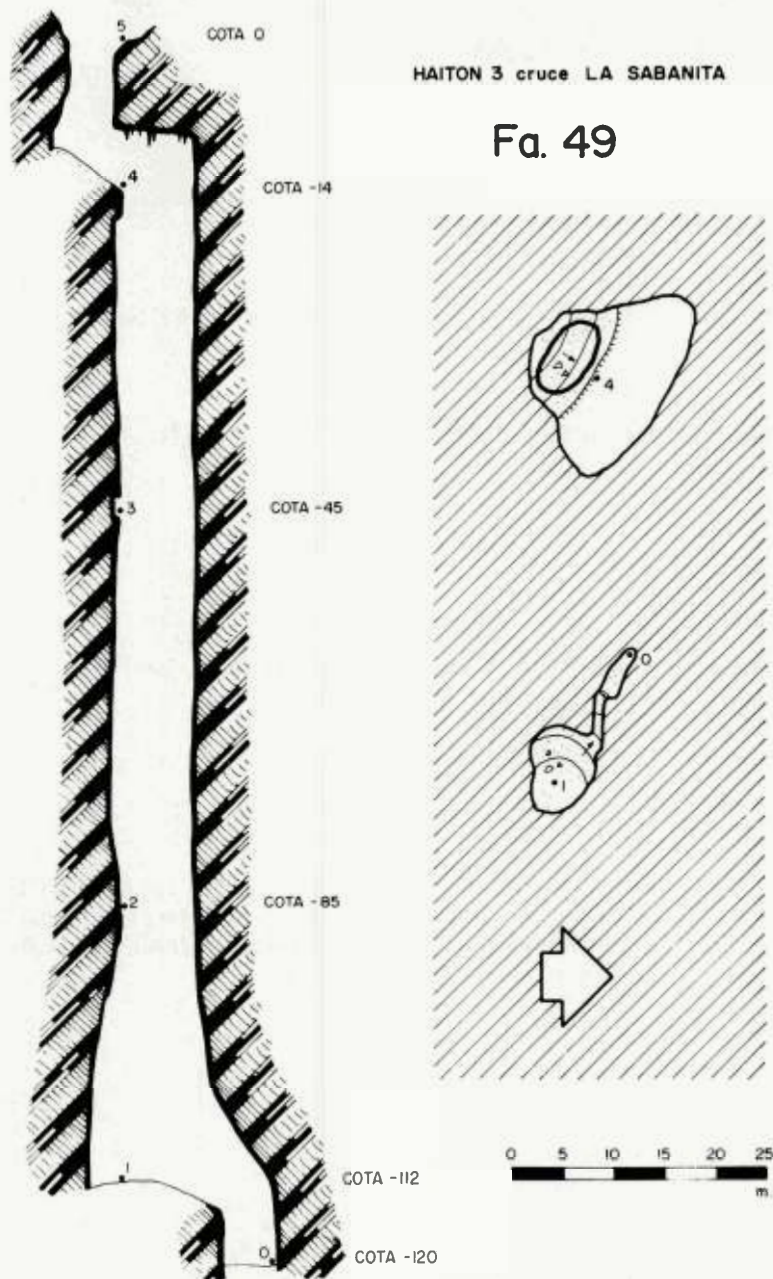 5
COTA 0
HAITON 3 cruce LA SABANITA
Fa. 49
4
COTA -14
4
3
COTA -45
0
1
2
COTA -85
0 5 10 15 20 25
m.
1
COTA -112
0
COTA -120